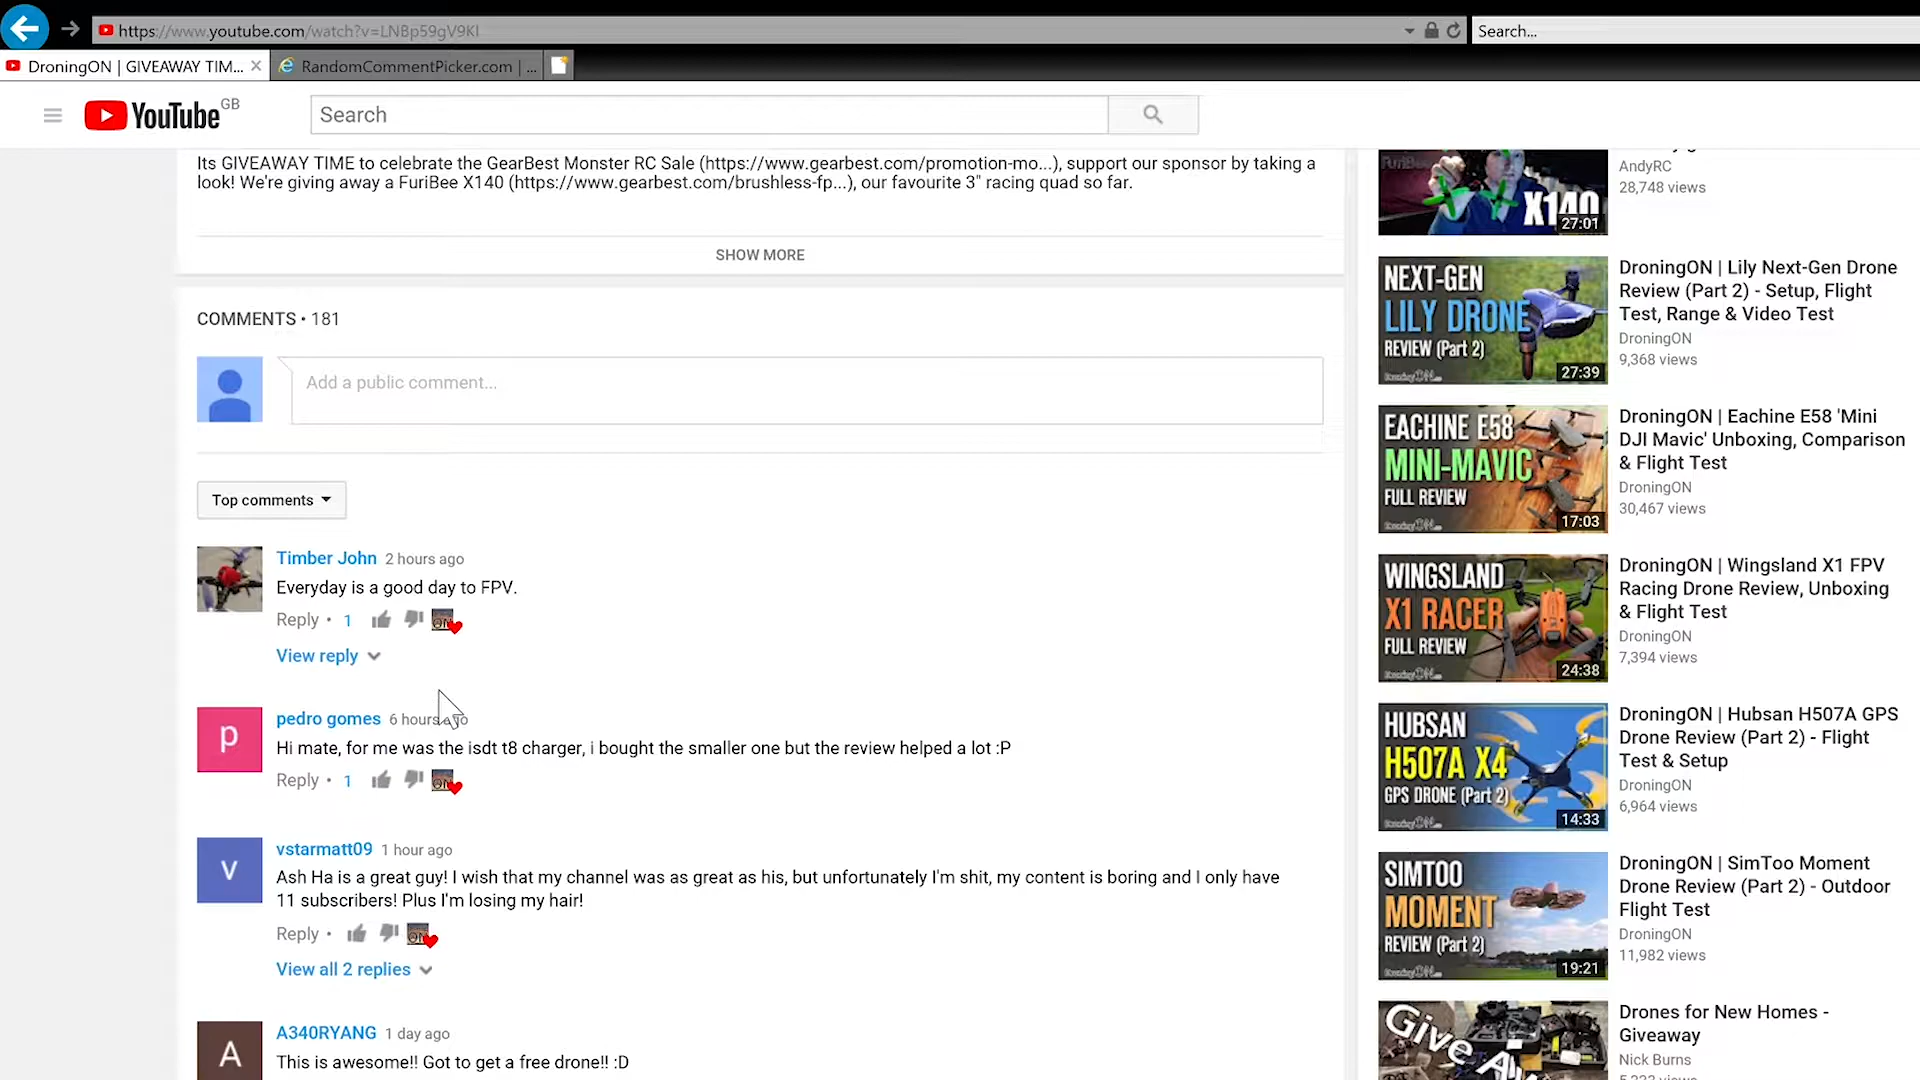 https://www.youtube.com/watch?v=LNBp59gV9KI
Search...
DroningON | GIVEAWAY TIM...
RandomCommentPicker.com | ...
YouTube GB
Search
Its GIVEAWAY TIME to celebrate the GearBest Monster RC Sale (https://www.gearbest.com/promotion-mo...), support our sponsor by taking a
look! We're giving away a FuriBee X140 (https://www.gearbest.com/brushless-fp...), our favourite 3" racing quad so far.
SHOW MORE
COMMENTS • 181
Add a public comment...
Top comments
Timber John 2 hours ago
Everyday is a good day to FPV.
Reply • 1
View reply
p
pedro gomes 6 hours ago
Hi mate, for me was the isdt t8 charger, i bought the smaller one but the review helped a lot :P
Reply • 1
v
vstarmatt09 1 hour ago
Ash Ha is a great guy! I wish that my channel was as great as his, but unfortunately I'm shit, my content is boring and I only have
11 subscribers! Plus I'm losing my hair!
Reply •
View all 2 replies
A
A340RYANG 1 day ago
This is awesome!! Got to get a free drone!! :D
X140
27:01
AndyRC
28,748 views
NEXT-GEN
LILY DRONE
REVIEW (Part 2)
27:39
DroningON | Lily Next-Gen Drone
Review (Part 2) - Setup, Flight
Test, Range & Video Test
DroningON
9,368 views
EACHINE E58
MINI-MAVIC
FULL REVIEW
17:03
DroningON | Eachine E58 'Mini
DJI Mavic' Unboxing, Comparison
& Flight Test
DroningON
30,467 views
WINGSLAND
X1 RACER
FULL REVIEW
24:38
DroningON | Wingsland X1 FPV
Racing Drone Review, Unboxing
& Flight Test
DroningON
7,394 views
HUBSAN
H507A X4
GPS DRONE (Part 2)
14:33
DroningON | Hubsan H507A GPS
Drone Review (Part 2) - Flight
Test & Setup
DroningON
6,964 views
SIMTOO
MOMENT
REVIEW (Part 2)
19:21
DroningON | SimToo Moment
Drone Review (Part 2) - Outdoor
Flight Test
DroningON
11,982 views
Give
Drones for New Homes -
Giveaway
Nick Burns